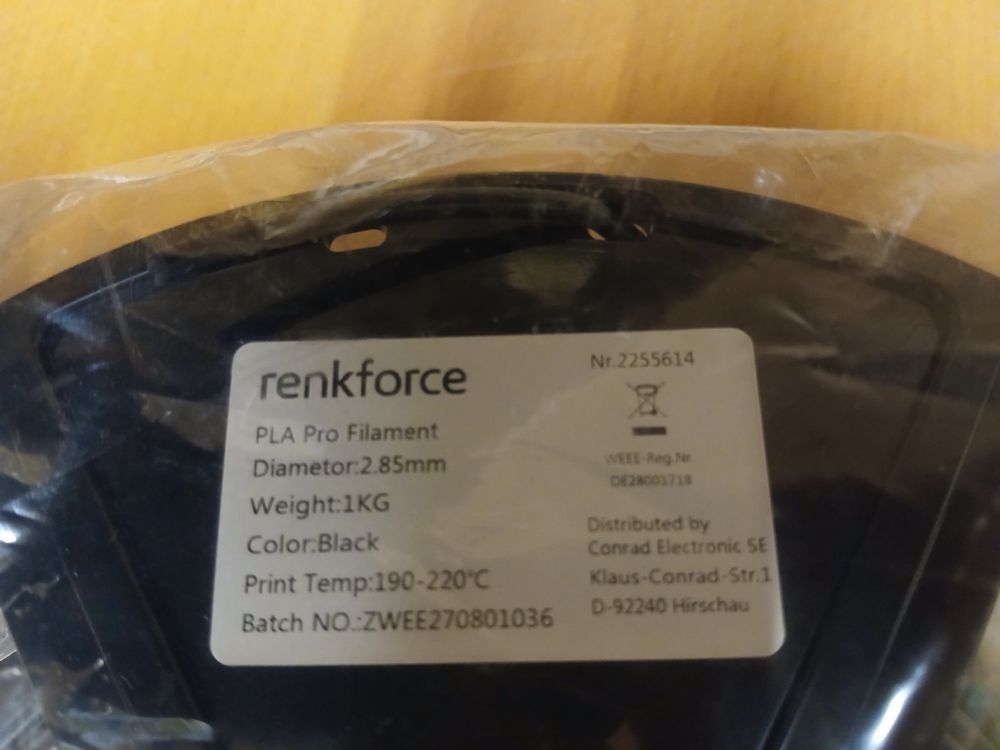 renkforce
PLA Pro Filament
Diametor:2.85mm
Weight:1KG
Color:Black
Print Temp:190-220℃
Batch NO.:ZWEE270801036
Nr.2255614
WEEE-Reg.Nr.
DE28001718
Distributed by
Conrad Electronic SE
Klaus-Conrad-Str.1
D-92240 Hirschau